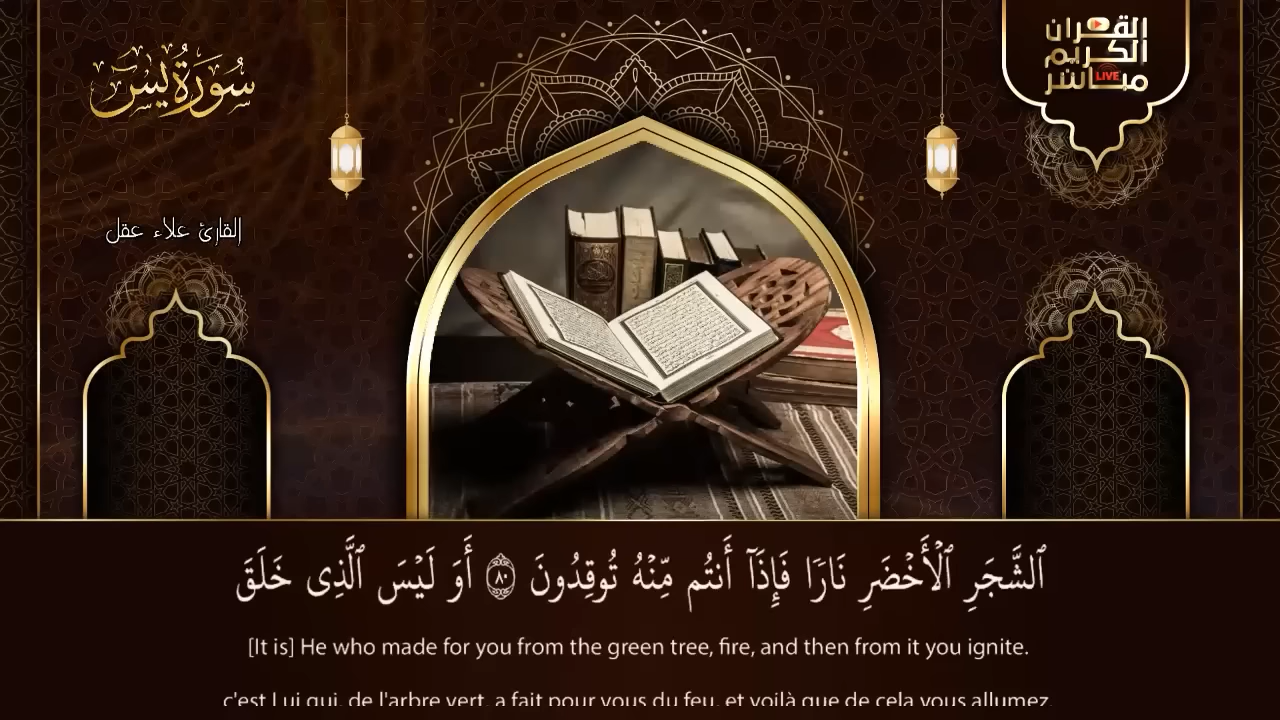 سُورَةُ يسٓ
القران
الكريم
مباشر
LIVE
القارئ علاء عقل
ٱلشَّجَرِ ٱلْأَخْضَرِ نَارًا فَإِذَآ أَنتُم مِّنْهُ تُوقِدُونَ ٨٠ أَوَ لَيْسَ ٱلَّذِى خَلَقَ
[It is] He who made for you from the green tree, fire, and then from it you ignite.
c'est Lui qui, de l'arbre vert, a fait pour vous du feu, et voilà que de cela vous allumez.